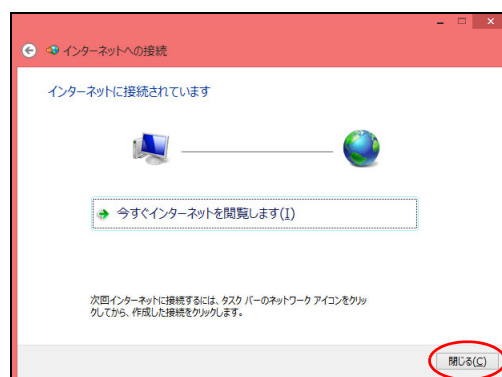 インターネットへの接続
インターネットに接続されています
今すぐインターネットを閲覧します(I)
次回インターネットに接続するには、タスク バーのネットワーク アイコンをクリッ
クしてから、作成した接続をクリックします。
閉じる(C)